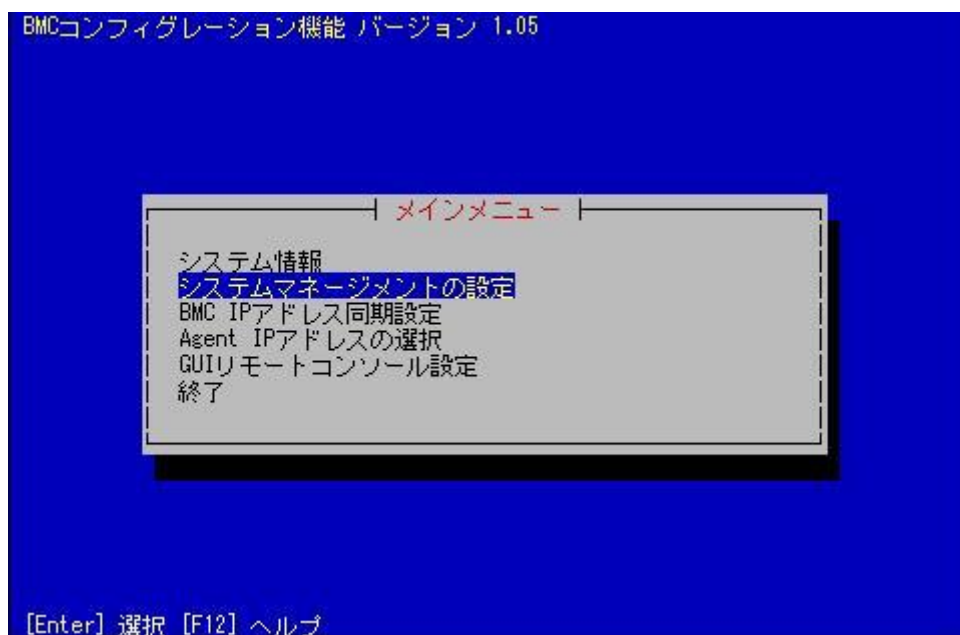 BMCコンフィグレーション機能 バージョン 1.05
メインメニュー
システム情報
システムマネージメントの設定
BMC IPアドレス同期設定
Agent IPアドレスの選択
GUIリモートコンソール設定
終了
[Enter] 選択 [F12] ヘルプ